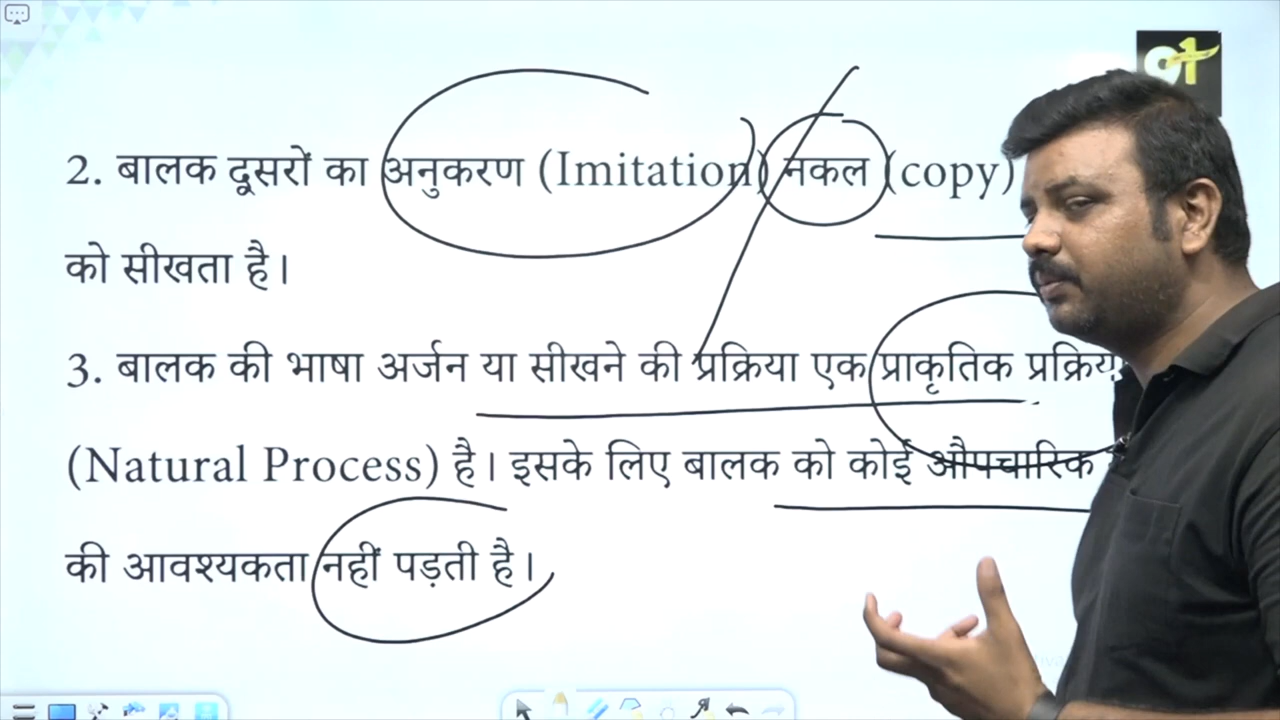 2. बालक दूसरों का अनुकरण (Imitation) नकल (copy)
को सीखता है।
3. बालक की भाषा अर्जन या सीखने की प्रक्रिया एक प्राकृतिक
(Natural Process) है। इसके लिए बालक को कोई औपचारिक
की आवश्यकता नहीं पड़ती है।